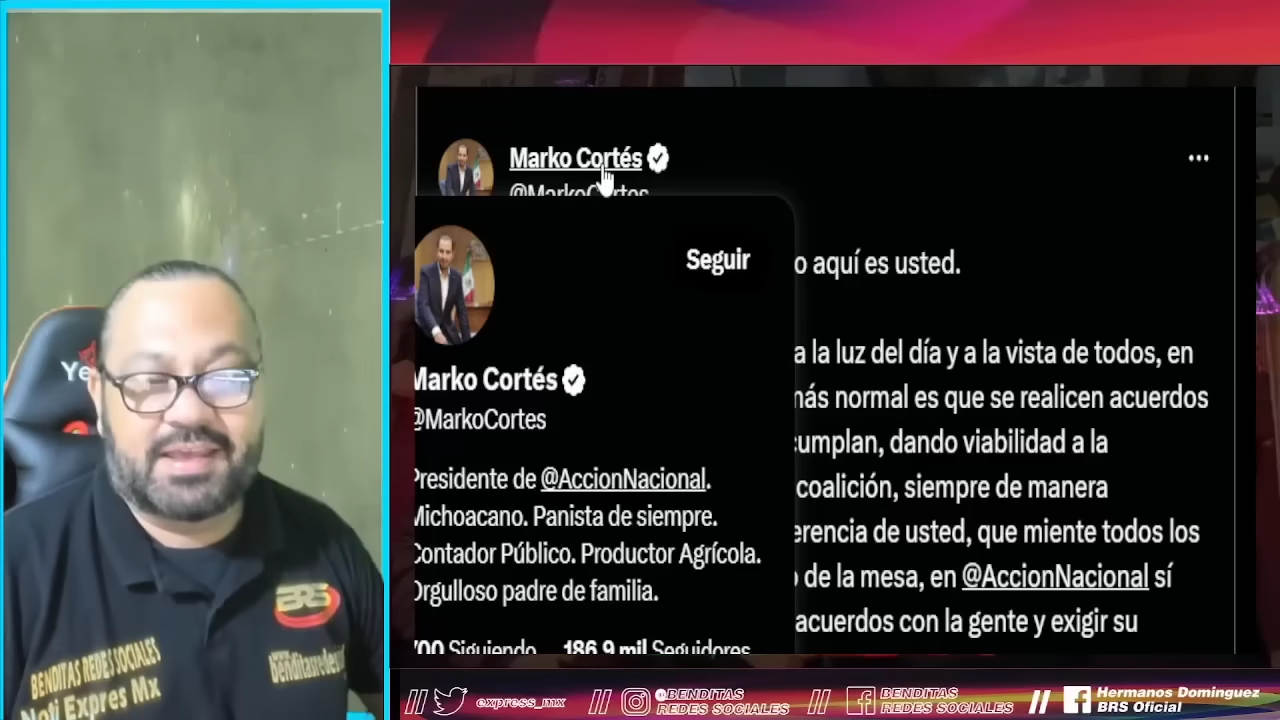 Marko Cortés
@MarkoCortes
Seguir
Marko Cortés
@MarkoCortes
Presidente de @AccionNacional.
Michoacano. Panista de siempre.
Contador Público. Productor Agrícola.
Orgulloso padre de familia.
700 Siguiendo 186.9 mil Seguidores
o aquí es usted.
a la luz del día y a la vista de todos, en
más normal es que se realicen acuerdos
cumplan, dando viabilidad a la
coalición, siempre de manera
erencia de usted, que miente todos los
de la mesa, en @AccionNacional sí
acuerdos con la gente y exigir su
Ye
BRS
BENDITAS REDES SOCIALES
Noti Expres Mx
express_mx
@BENDITAS
REDES SOCIALES
BENDITAS
REDES SOCIALES
Hermanos Dominguez
BRS Oficial